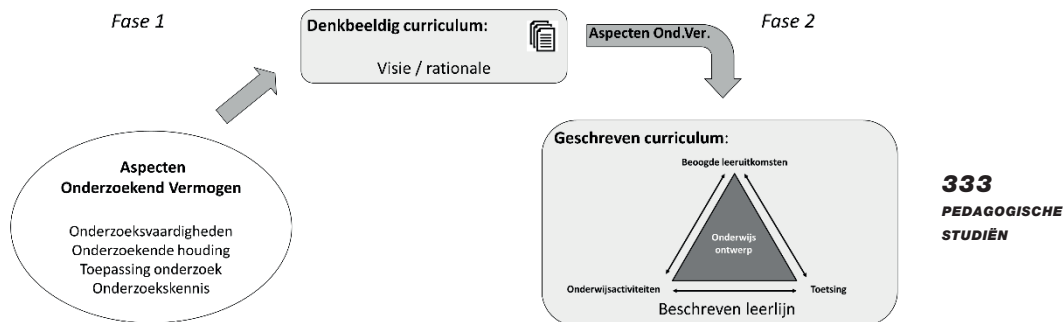 Fase 1
Denkbeeldig curriculum:
Visie / rationale
Aspecten Ond.Ver.
Fase 2
Aspecten
Onderzoekend Vermogen
Onderzoeksvaardigheden
Onderzoekende houding
Toepassing onderzoek
Onderzoekskennis
Geschreven curriculum:
Beoogde leeruitkomsten
Onderwijs
ontwerp
Onderwijsactiviteiten
Toetsing
Beschreven leerlijn
333
PEDAGOGISCHE
STUDIËN